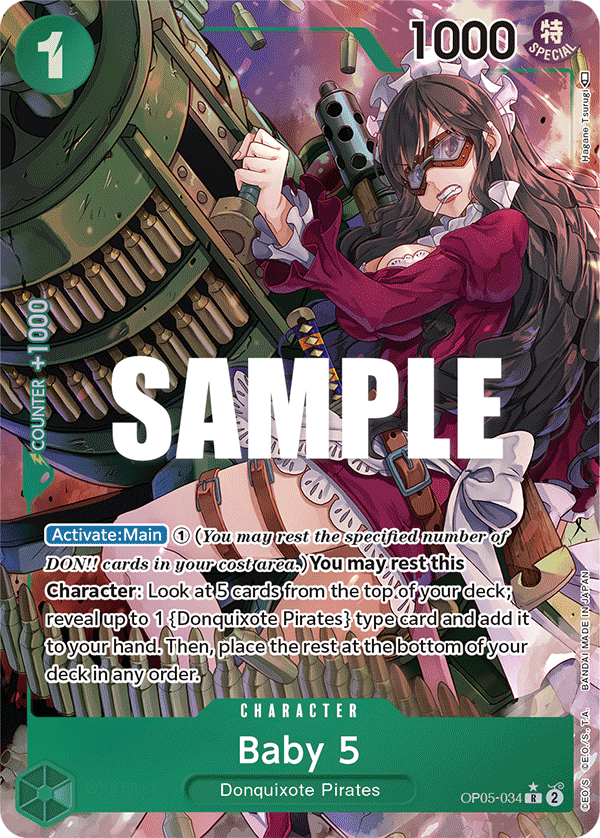 1
1000
特
SPECIAL
Hagane Tsurugi
COUNTER +1000
SAMPLE
Activate:Main ① (You may rest the specified number of
DON!! cards in your cost area.) You may rest this
Character: Look at 5 cards from the top of your deck;
reveal up to 1 {Donquixote Pirates} type card and add it
to your hand. Then, place the rest at the bottom of your
deck in any order.
CHARACTER
Baby 5
Donquixote Pirates
OP05-034 R 2
©EO/S ©EO/S., T.A. BANDAI MADE IN JAPAN